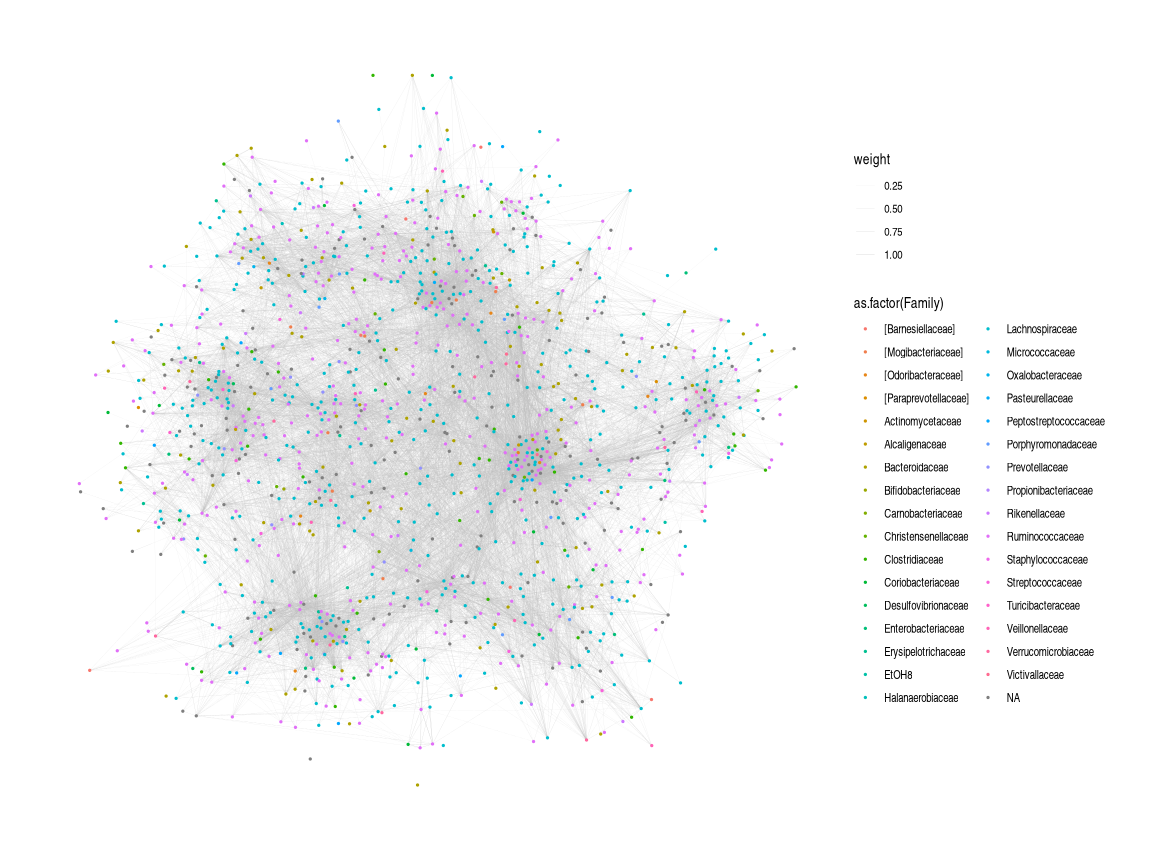 weight
0.25
0.50
0.75
1.00
as.factor(Family)
[Barnesiellaceae]
[Mogibacteriaceae]
[Odoribacteraceae]
[Paraprevotellaceae]
Actinomycetaceae
Alcaligenaceae
Bacteroidaceae
Bifidobacteriaceae
Carnobacteriaceae
Christensenellaceae
Clostridiaceae
Coriobacteriaceae
Desulfovibrionaceae
Enterobacteriaceae
Erysipelotrichaceae
EtOH8
Halanaerobiaceae
Lachnospiraceae
Micrococcaceae
Oxalobacteraceae
Pasteurellaceae
Peptostreptococcaceae
Porphyromonadaceae
Prevotellaceae
Propionibacteriaceae
Rikenellaceae
Ruminococcaceae
Staphylococcaceae
Streptococcaceae
Turicibacteraceae
Veillonellaceae
Verrucomicrobiaceae
Victivallaceae
NA